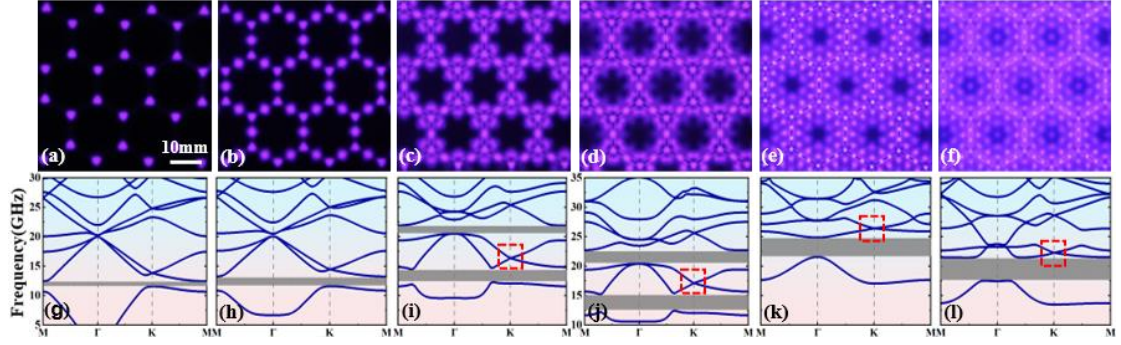 (a) 10mm (b) (c) (d) (e) (f)
Frequency(GHz)
30 35
25 30
20 25
15 20
10 15
5 10
(g) (h) (i) (j) (k) (l)
M Γ K M M Γ K M M Γ K M M Γ K M M Γ K M M Γ K M